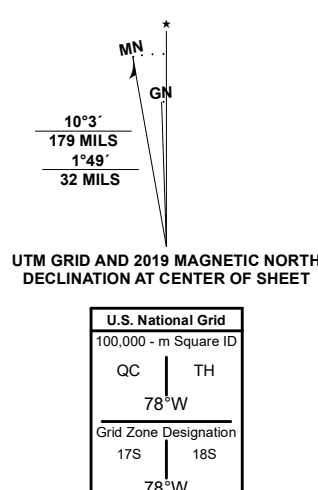 ★
MN
GN
10°3´
179 MILS
1°49´
32 MILS
UTM GRID AND 2019 MAGNETIC NORTH
DECLINATION AT CENTER OF SHEET
U.S. National Grid
100,000 - m Square ID
QC TH
78°W
Grid Zone Designation
17S 18S
78°W